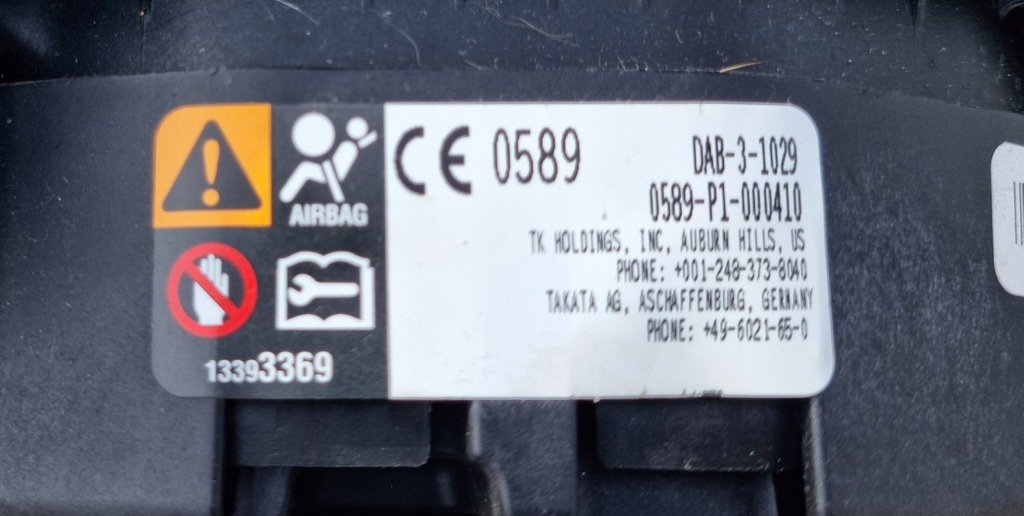 AIRBAG
13393369
CE 0589
DAB-3-1029
0589-P1-000410
TK HOLDINGS, INC, AUBURN HILLS, US
PHONE: +001-248-373-8040
TAKATA AG, ASCHAFFENBURG, GERMANY
PHONE: +49-6021-65-0